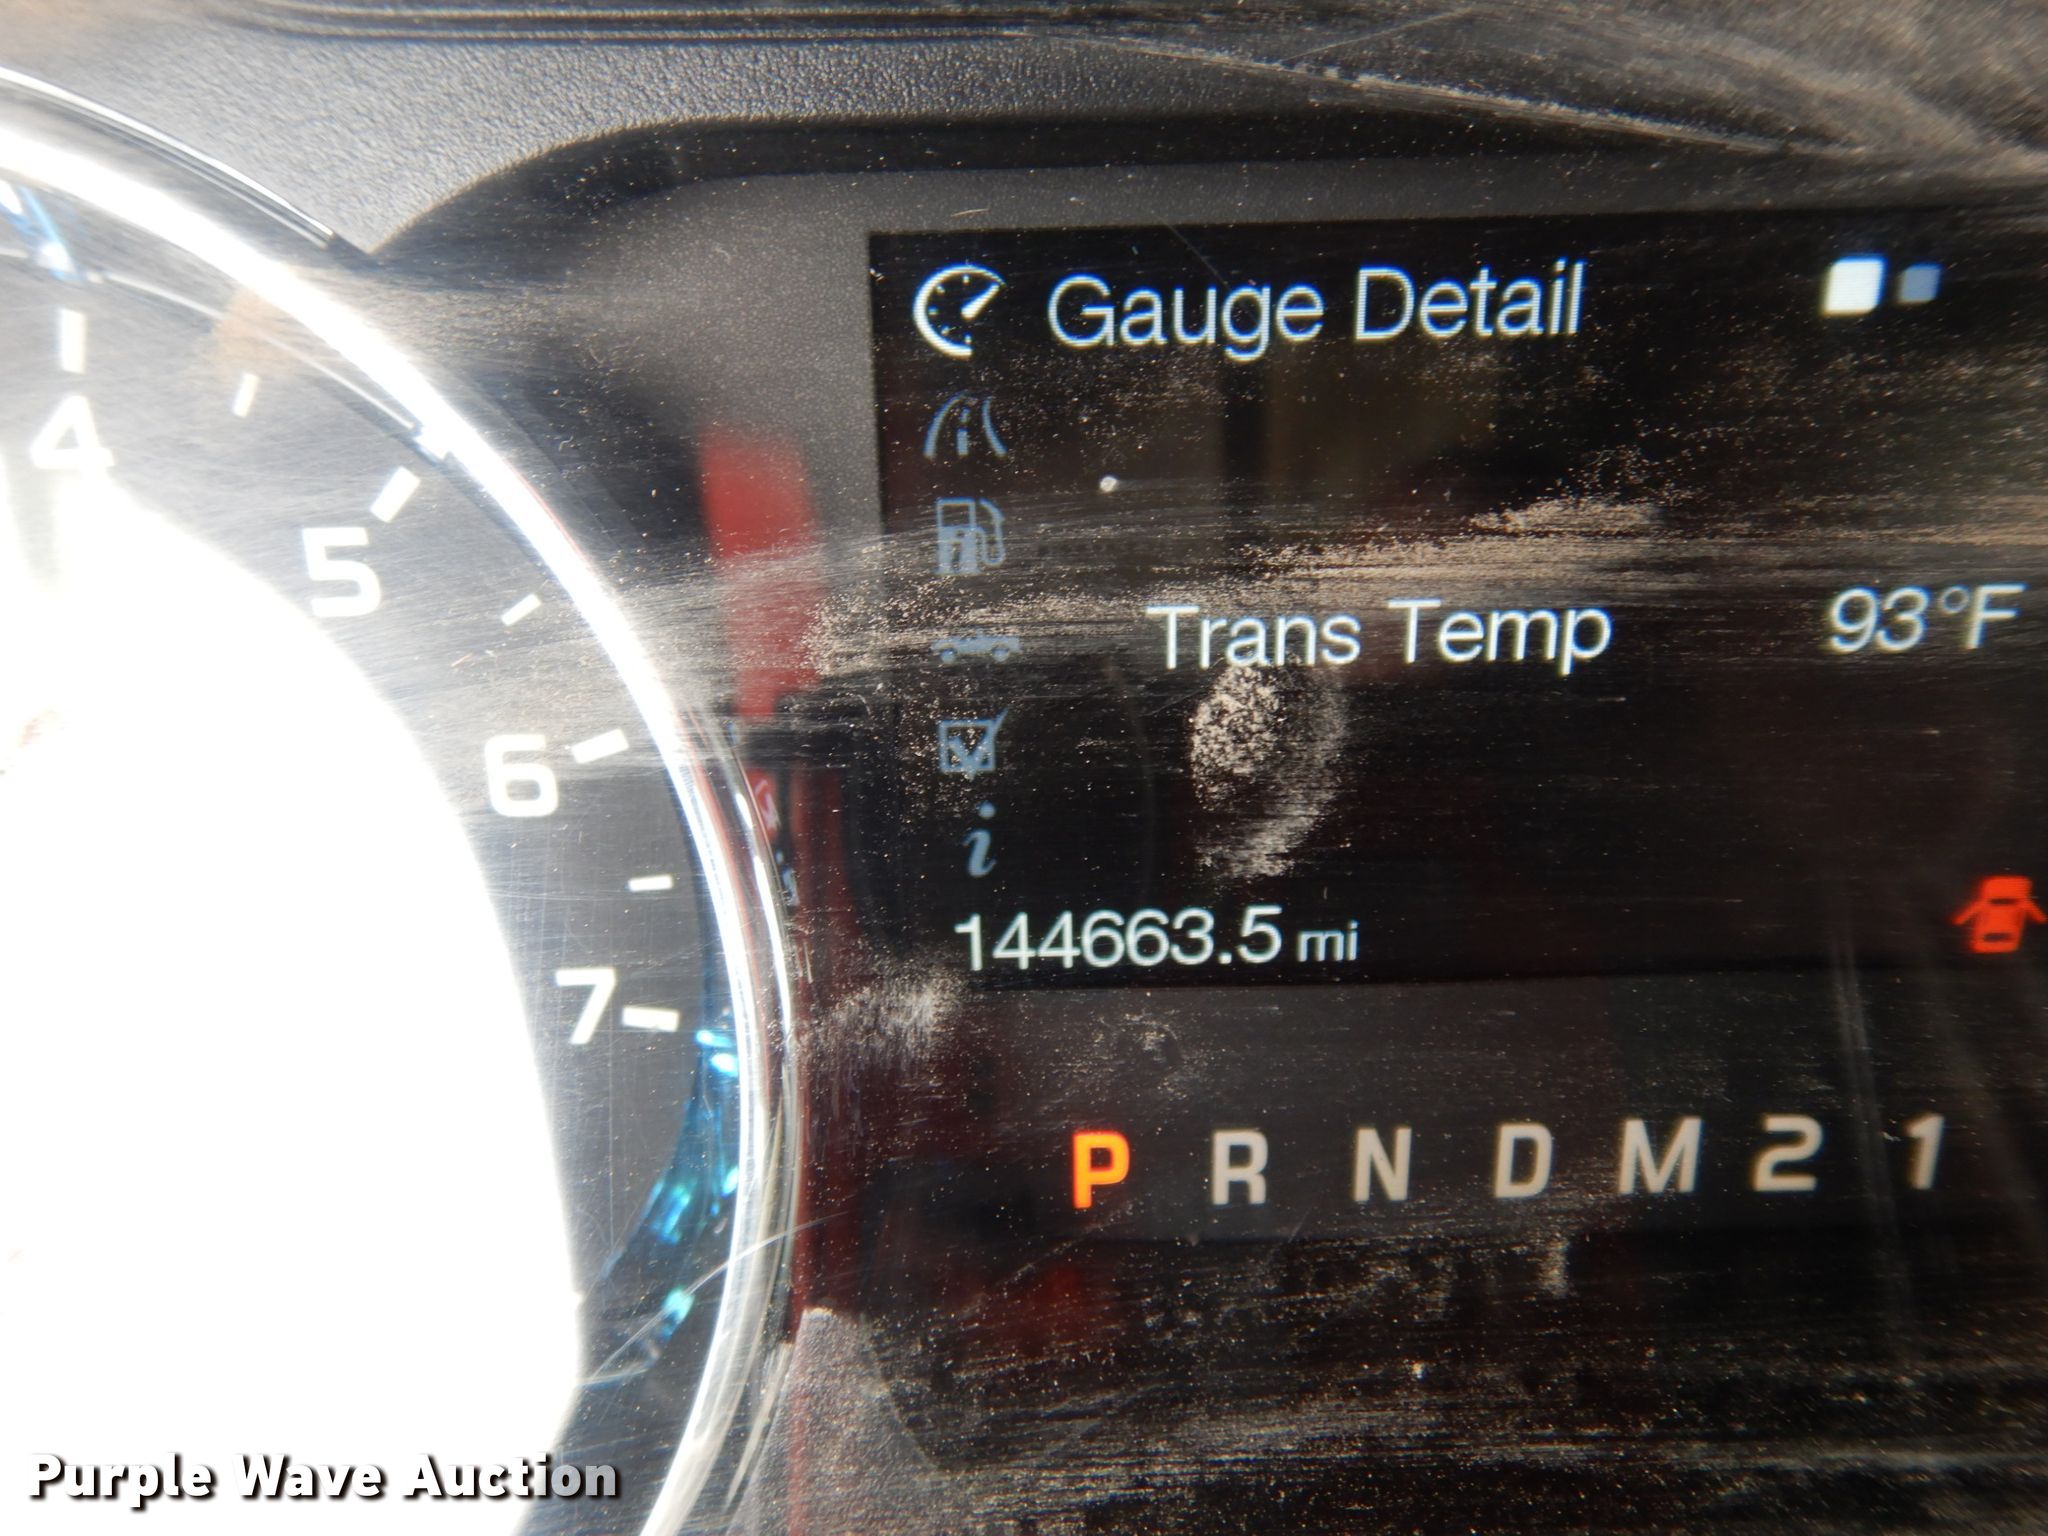 Gauge Detail
4
5
Trans Temp 93°F
6
i
144663.5 mi
7
P R N D M 2 1
Purple Wave Auction